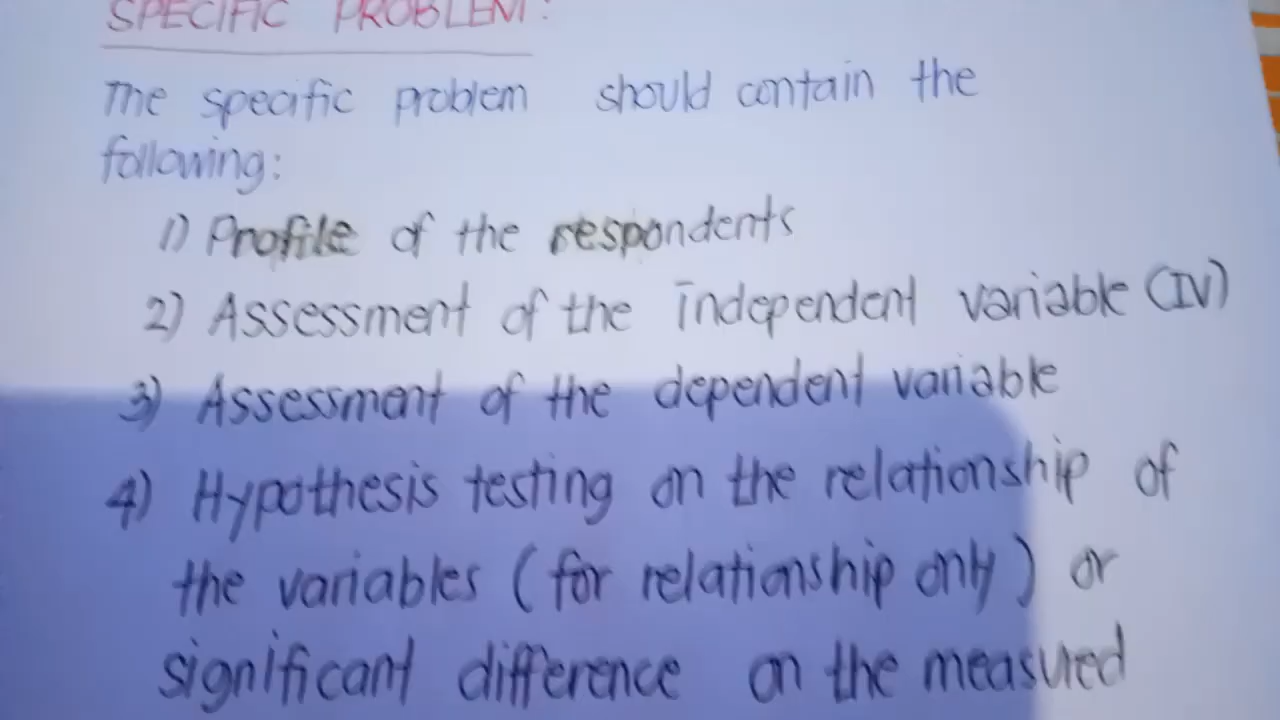 SPECIFIC PROBLEM:
The specific problem should contain the
following:
1) Profile of the respondents
2) Assessment of the independent variable (IV)
3) Assessment of the dependent variable
4) Hypothesis testing on the relationship of
the variables (for relationship only) or
significant difference on the measured